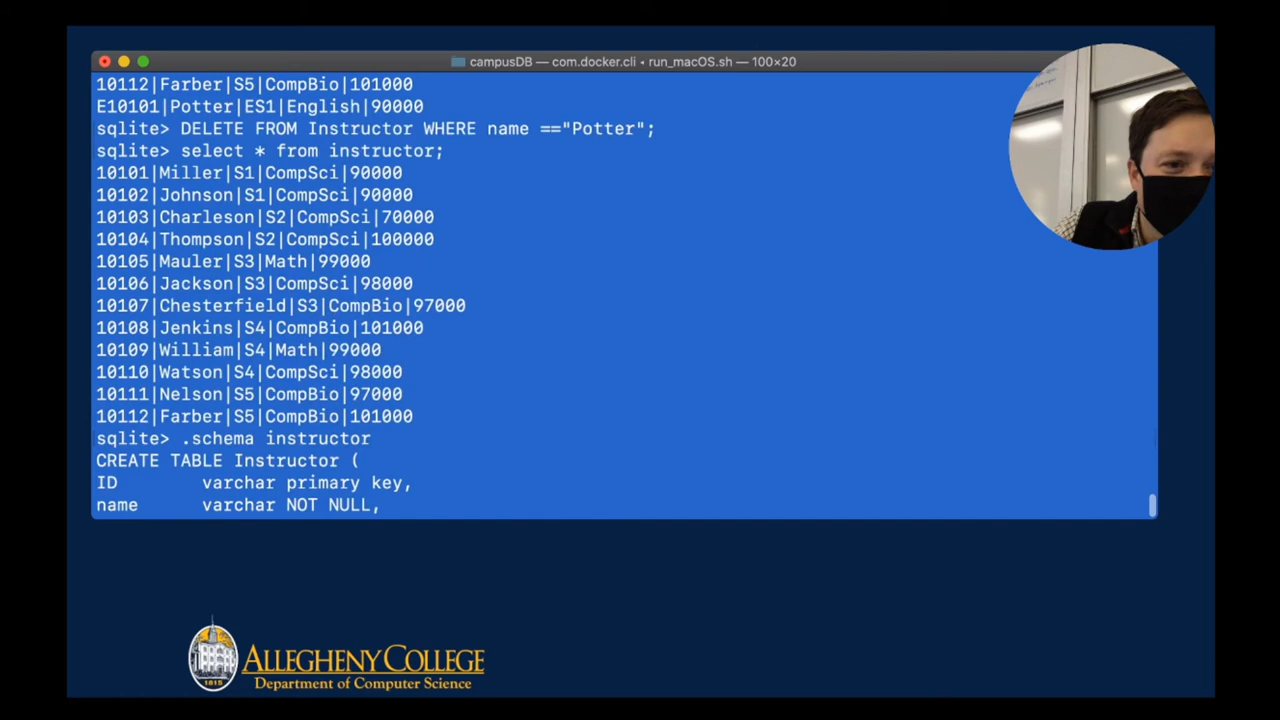 campusDB — com.docker.cli • run_macOS.sh — 100×20
10112|Farber|S5|CompBio|101000
E10101|Potter|ES1|English|90000
sqlite> DELETE FROM Instructor WHERE name =="Potter";
sqlite> select * from instructor;
10101|Miller|S1|CompSci|90000
10102|Johnson|S1|CompSci|90000
10103|Charleson|S2|CompSci|70000
10104|Thompson|S2|CompSci|100000
10105|Mauler|S3|Math|99000
10106|Jackson|S3|CompSci|98000
10107|Chesterfield|S3|CompBio|97000
10108|Jenkins|S4|CompBio|101000
10109|William|S4|Math|99000
10110|Watson|S4|CompSci|98000
10111|Nelson|S5|CompBio|97000
10112|Farber|S5|CompBio|101000
sqlite> .schema instructor
CREATE TABLE Instructor (
ID varchar primary key,
name varchar NOT NULL,
1815
ALLEGHENY COLLEGE
Department of Computer Science